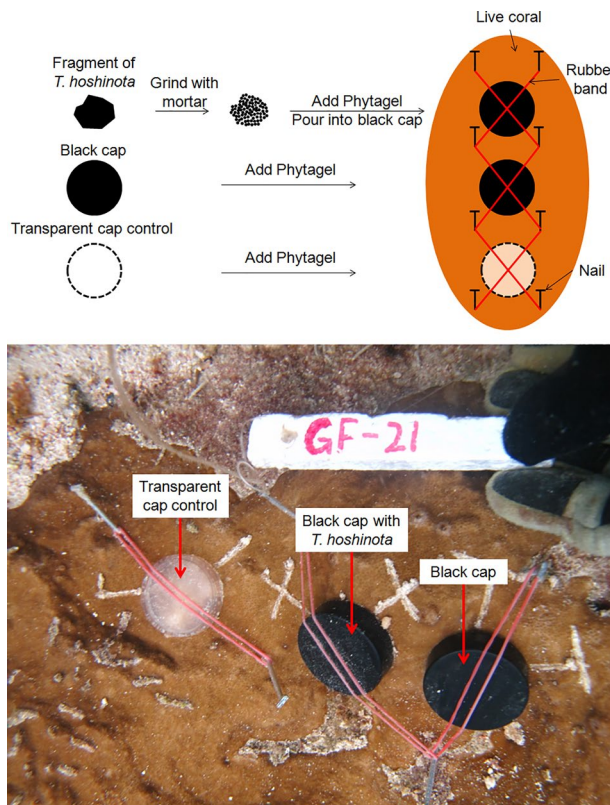 Live coral
Fragment of
T. hoshinota
Grind with
mortar
Add Phytagel
Pour into black cap
Rubbe
band
Black cap
Add Phytagel
Transparent cap control
Add Phytagel
Nail
GF-21
Transparent
cap control
Black cap with
T. hoshinota
Black cap